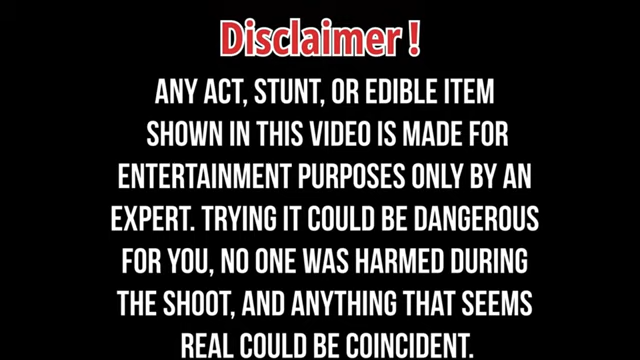 Disclaimer !
ANY ACT, STUNT, OR EDIBLE ITEM
SHOWN IN THIS VIDEO IS MADE FOR
ENTERTAINMENT PURPOSES ONLY BY AN
EXPERT. TRYING IT COULD BE DANGEROUS
FOR YOU, NO ONE WAS HARMED DURING
THE SHOOT, AND ANYTHING THAT SEEMS
REAL COULD BE COINCIDENT.